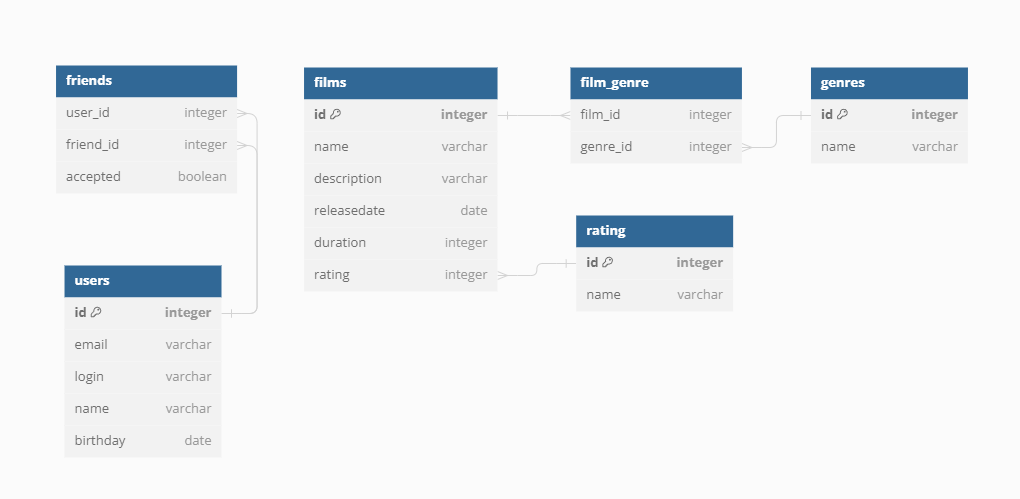 friends
user_id integer
friend_id integer
accepted boolean
users
id integer
email varchar
login varchar
name varchar
birthday date
films
id integer
name varchar
description varchar
releasedate date
duration integer
rating integer
film_genre
film_id integer
genre_id integer
rating
id integer
name varchar
genres
id integer
name varchar